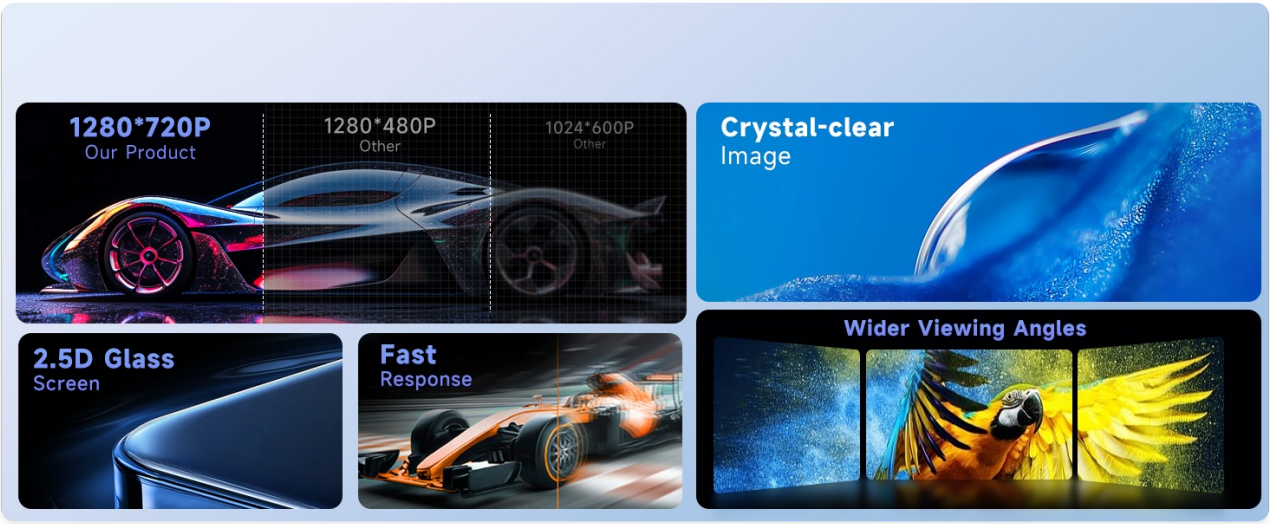 1280*720P
Our Product
1280*480P
Other
1024*600P
Other
Crystal-clear
Image
2.5D Glass
Screen
Fast
Response
Wider Viewing Angles